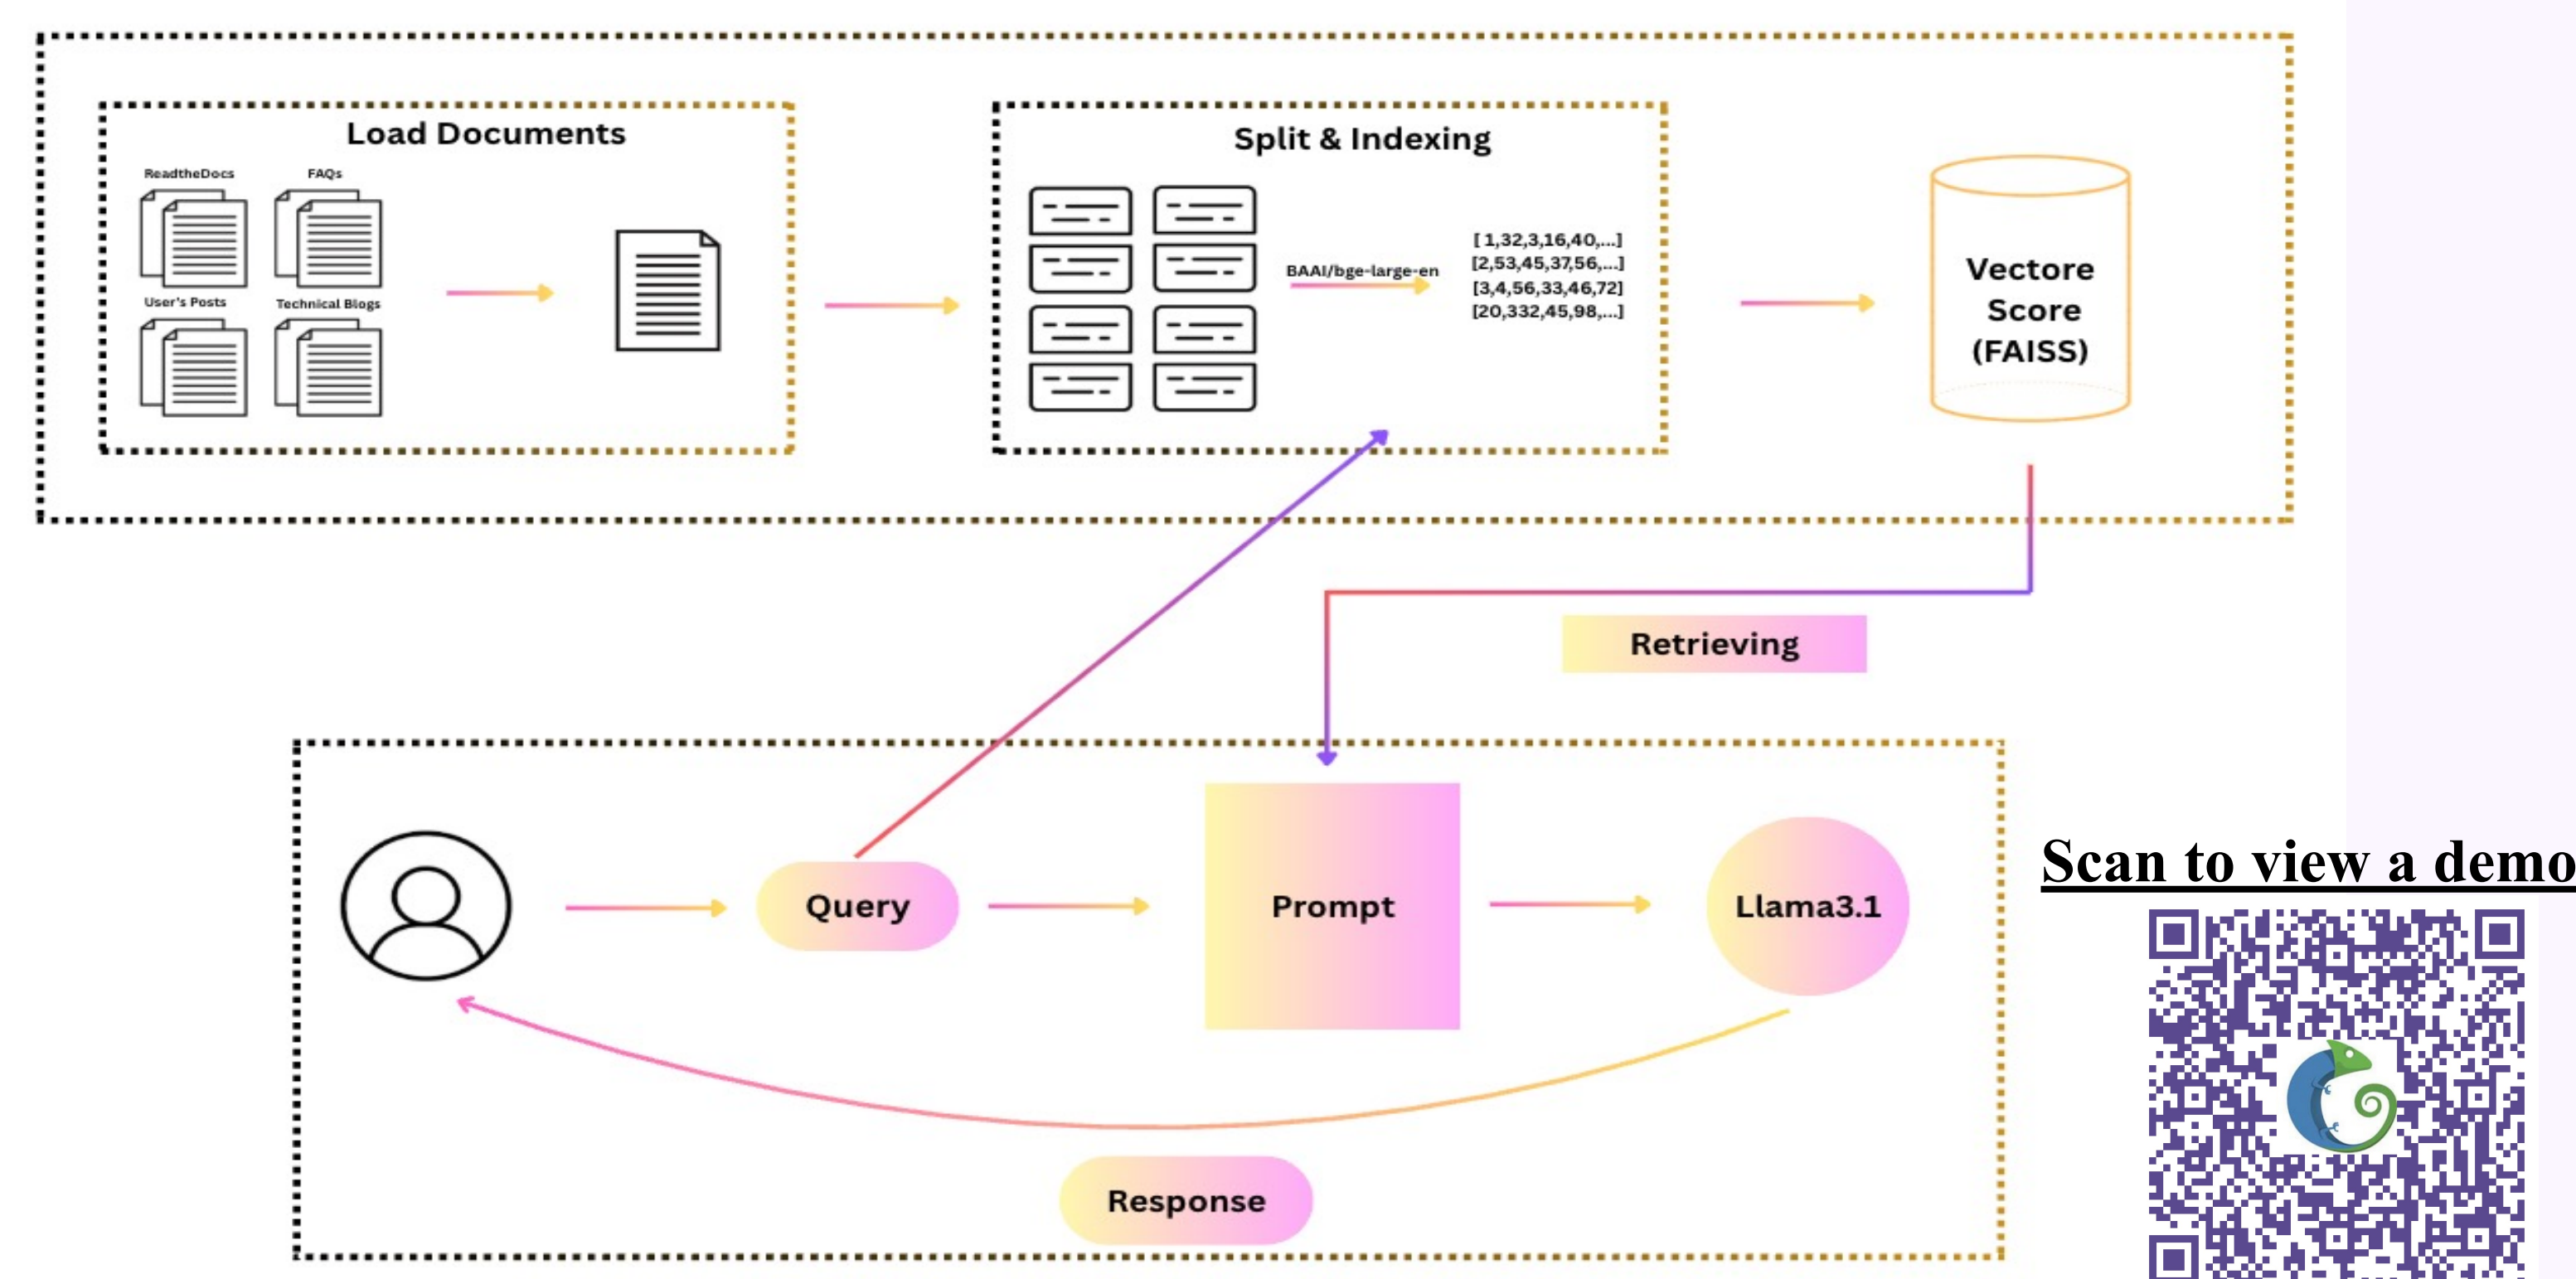 Load Documents
ReadtheDocs
FAQs
User's Posts
Technical Blogs
Split & Indexing
BAAI/bge-large-en
[ 1,32,3,16,40,...]
[2,53,45,37,56,...]
[3,4,56,33,46,72]
[20,332,45,98,...]
Vectore
Score
(FAISS)
Retrieving
Query
Prompt
Llama3.1
Response
Scan to view a demo